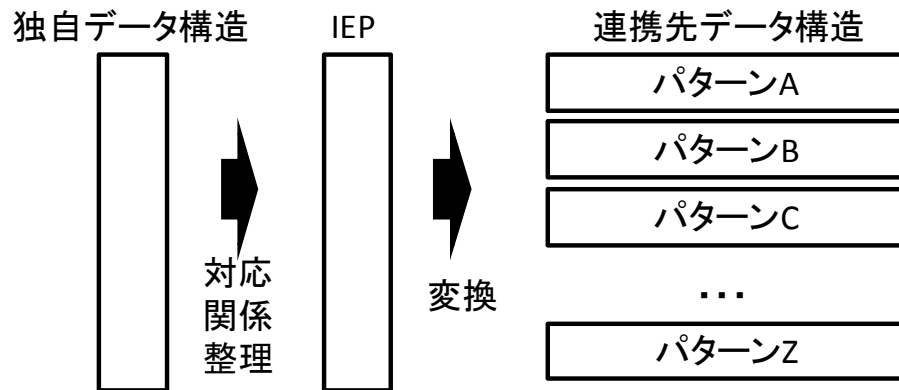 独自データ構造
IEP
連携先データ構造
パターンA
パターンB
パターンC
…
パターンZ
対応
関係
整理
変換